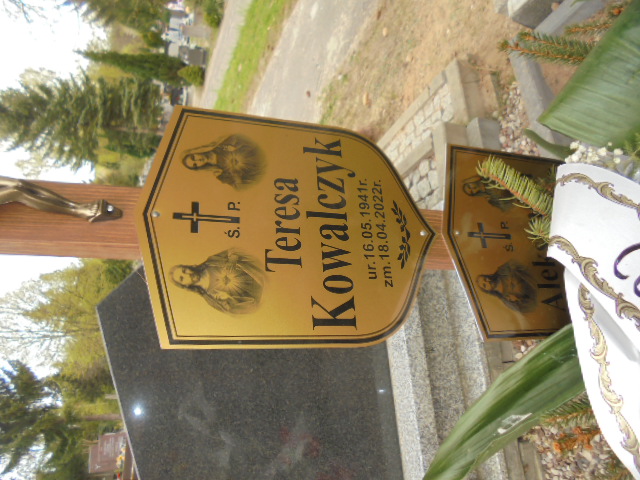 Ś. P.
Teresa
Kowalczyk
ur.16.05.1941r.
zm.18.04.2022r.
Ś. P.